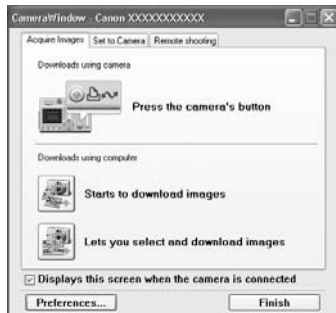 CameraWindow - Canon XXXXXXXXXXX
Acquire Images Set to Camera Remote shooting
Downloads using camera
Press the camera's button
Downloads using computer
Starts to download images
Lets you select and download images
Displays this screen when the camera is connected
Preferences... Finish